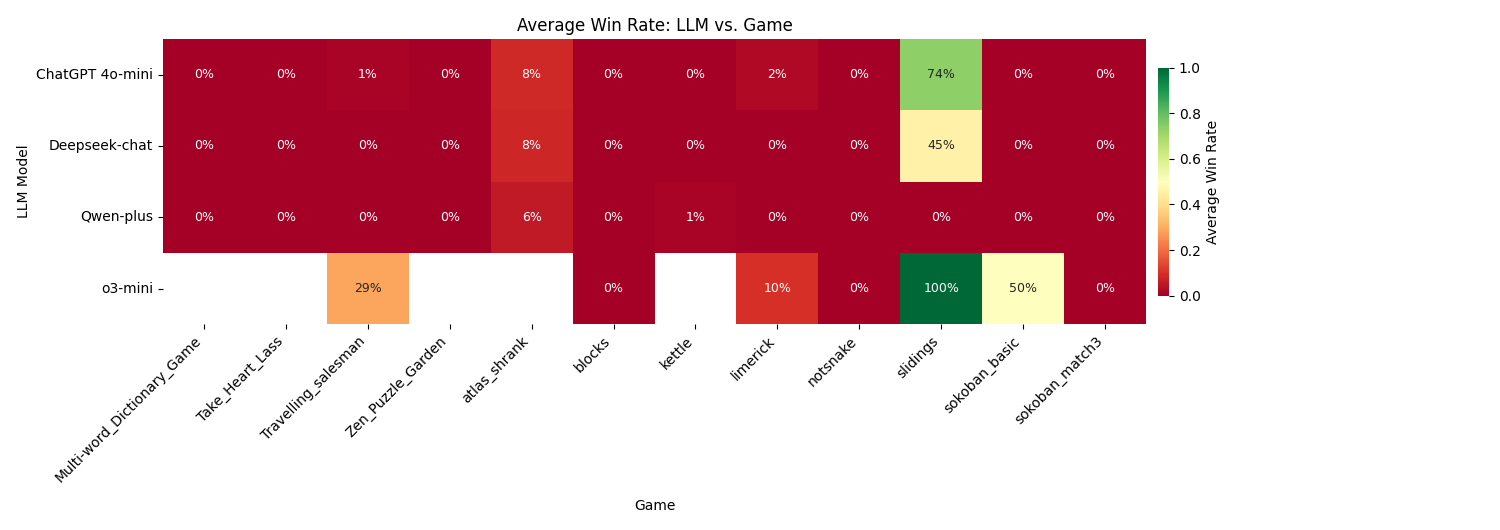 Average Win Rate: LLM vs. Game
LLM Model
ChatGPT 4o-mini 0% 0% 1% 0% 8% 0% 0% 2% 0% 74% 0% 0%
Deepseek-chat 0% 0% 0% 0% 8% 0% 0% 0% 0% 45% 0% 0%
Qwen-plus 0% 0% 0% 0% 6% 0% 1% 0% 0% 0% 0% 0%
o3-mini 29% 0% 10% 0% 100% 50% 0%
Multi-word_Dictionary_Game
Take_Heart_Lass
Travelling_salesman
Zen_Puzzle_Garden
atlas_shrank
blocks
kettle
limerick
notsnake
slidings
sokoban_basic
sokoban_match3
Game
1.0
0.8
0.6
0.4
0.2
0.0
Average Win Rate